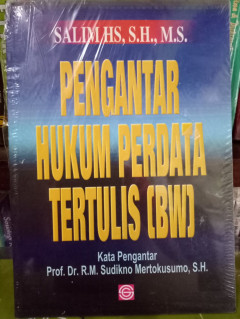 SALIM HS, S.H., M.S.
PENGANTAR
HUKUM PERDATA
TERTULIS (BW)
Kata Pengantar
Prof. Dr. R.M. Sudikno Mertokusumo, S.H.